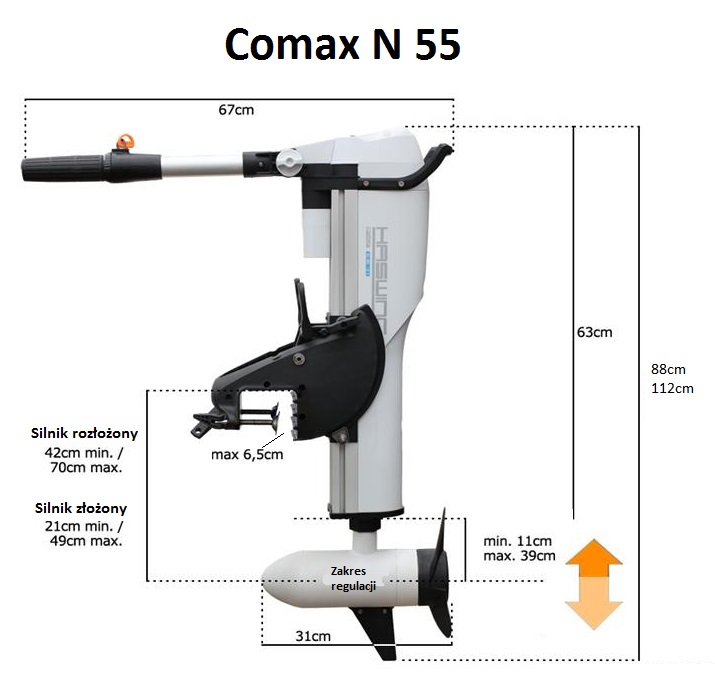 Comax N 55
67cm
HASWING
63cm
88cm
112cm
Silnik rozłożony
42cm min. /
70cm max.
max 6,5cm
Silnik złożony
21cm min. /
49cm max.
min. 11cm
max. 39cm
Zakres
regulacji
31cm